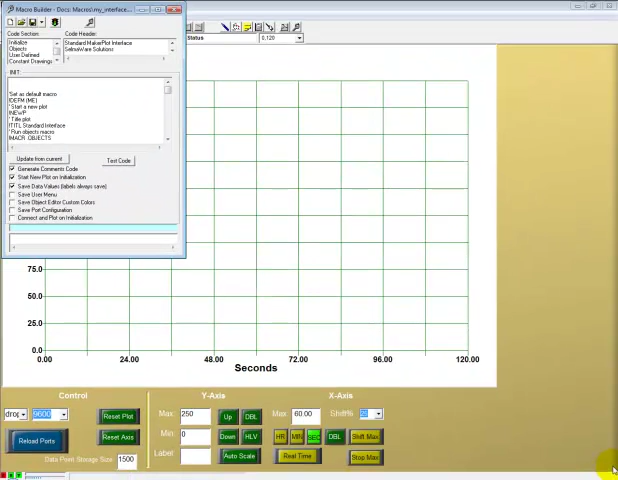 Macro Builder - Docs: Macros\my_interface...
Code Section:
Code Header:
Initialize
Objects
User Defined
Constant Drawings
Standard MakerPlot Interface
SelmaWare Solutions
Status
0,120
INIT:
'Set as default macro
!DEFM (ME)
' Start a new plot
!NEWP
' Title plot
!TITL Standard Interface
' Run objects macro
!MACR .OBJECTS
Update from current
Test Code
Generate Comments Code
Start New Plot on Initialization
Save Data Values (labels always save)
Save User Menu
Save Object Editor Custom Colors
Save Port Configuration
Connect and Plot on Initialization
75.0
50.0
25.0
0.0
0.00
24.00
48.00
72.00
96.00
120.00
Seconds
Control
Y-Axis
X-Axis
9600
Reset Plot
Max
250
Up
DBL
Max
60.00
Shift%
Reload Ports
Reset Axis
Min
0
Down
HLV
HR
MIN
SEC
DBL
Shift Max
Data Point Storage Size:
1500
Label
Auto Scale
Real Time
Stop Max